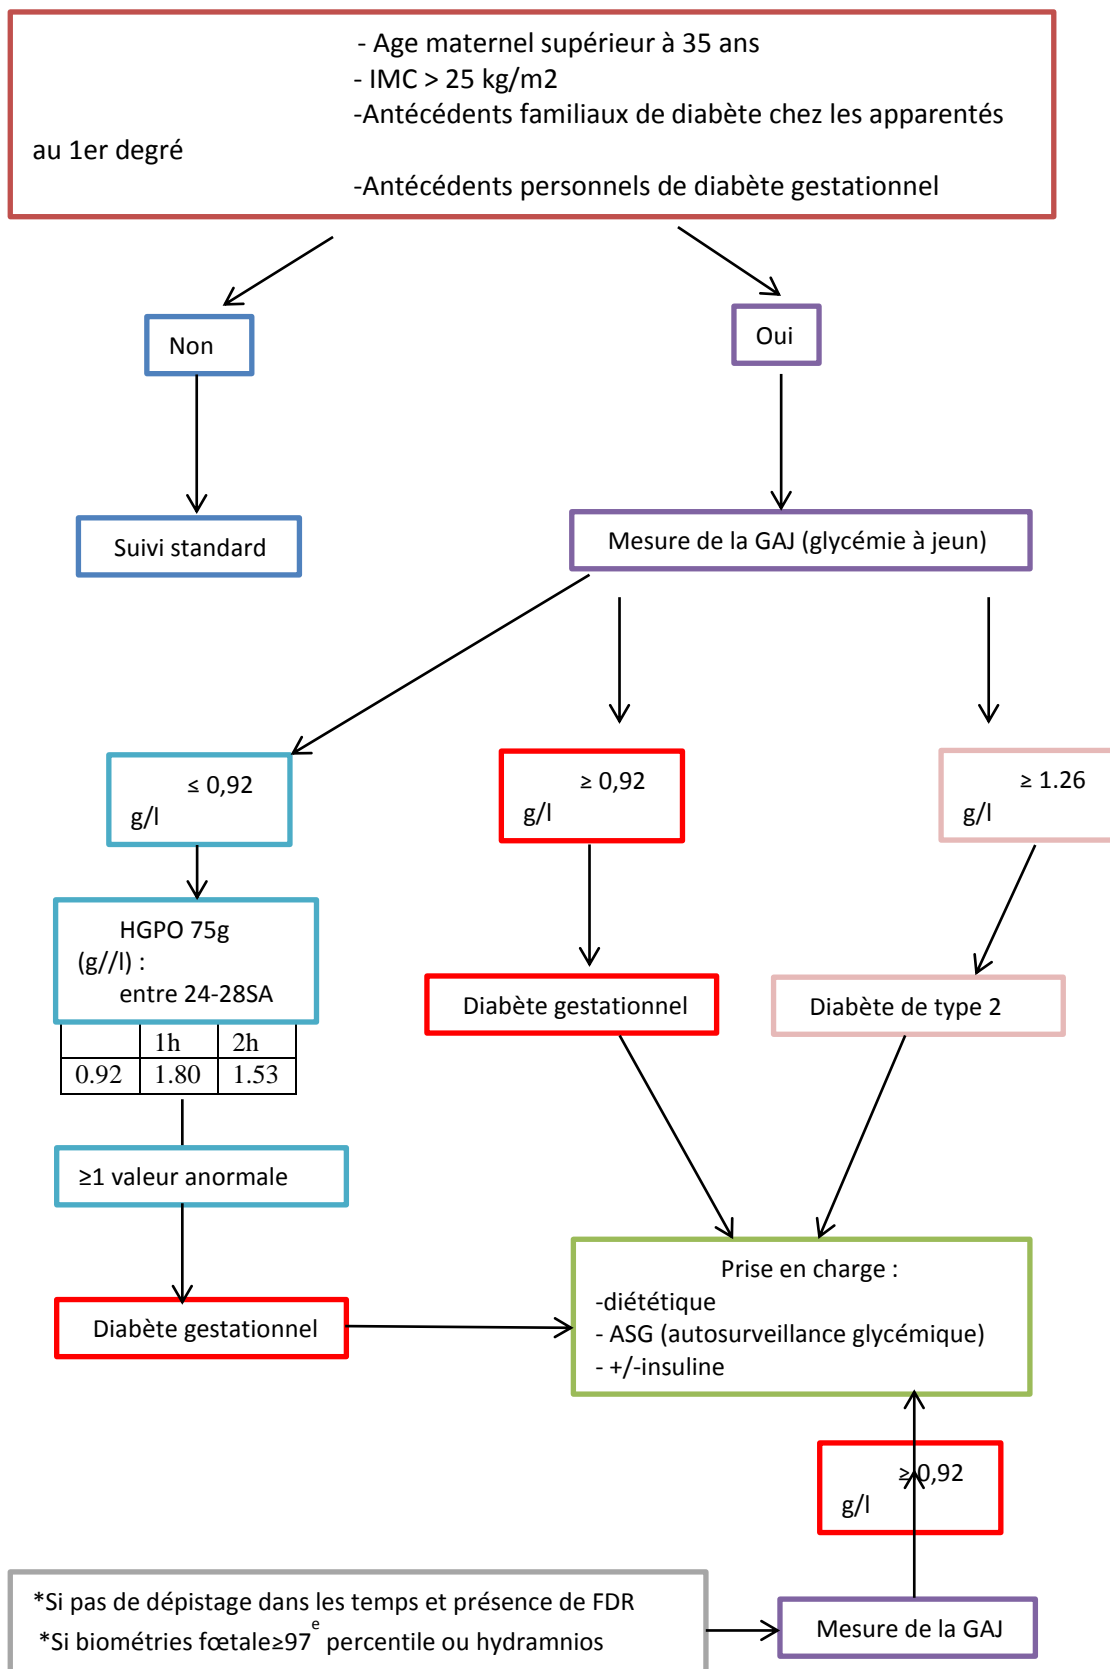 - Age maternel supérieur à 35 ans
- IMC > 25 kg/m2
-Antécédents familiaux de diabète chez les apparentés
au 1er degré
-Antécédents personnels de diabète gestationnel
Non
Oui
Suivi standard
Mesure de la GAJ (glycémie à jeun)
≤ 0,92
g/l
≥ 0,92
g/l
≥ 1.26
g/l
HGPO 75g
(g//l) :
entre 24-28SA
1h 2h
0.92 1.80 1.53
Diabète gestationnel
Diabète de type 2
≥1 valeur anormale
Diabète gestationnel
Prise en charge :
-diététique
- ASG (autosurveillance glycémique)
- +/-insuline
≥ 0,92
g/l
*Si pas de dépistage dans les temps et présence de FDR
*Si biométries fœtale≥97e percentile ou hydramnios
Mesure de la GAJ